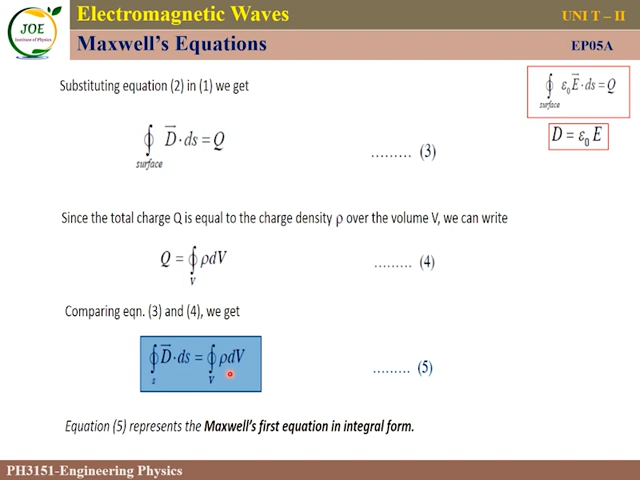 JOE
Institute of Physics
Electromagnetic Waves
UNIT – II
Maxwell's Equations
EP05A
Substituting equation (2) in (1) we get
∮surface ε₀ E⃗ · ds = Q
D = ε₀ E
∮surface D⃗ · ds = Q ......... (3)
Since the total charge Q is equal to the charge density ρ over the volume V, we can write
Q = ∮V ρdV ......... (4)
Comparing eqn. (3) and (4), we get
∮s D⃗ · ds = ∮V ρdV ......... (5)
Equation (5) represents the Maxwell's first equation in integral form.
PH3151-Engineering Physics